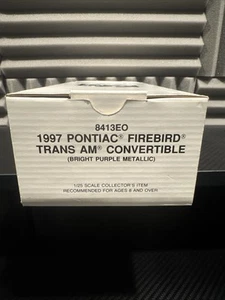 8413EO
1997 PONTIAC® FIREBIRD®
TRANS AM® CONVERTIBLE
(BRIGHT PURPLE METALLIC)
1/25 SCALE COLLECTOR'S ITEM
RECOMMENDED FOR AGES 8 AND OVER